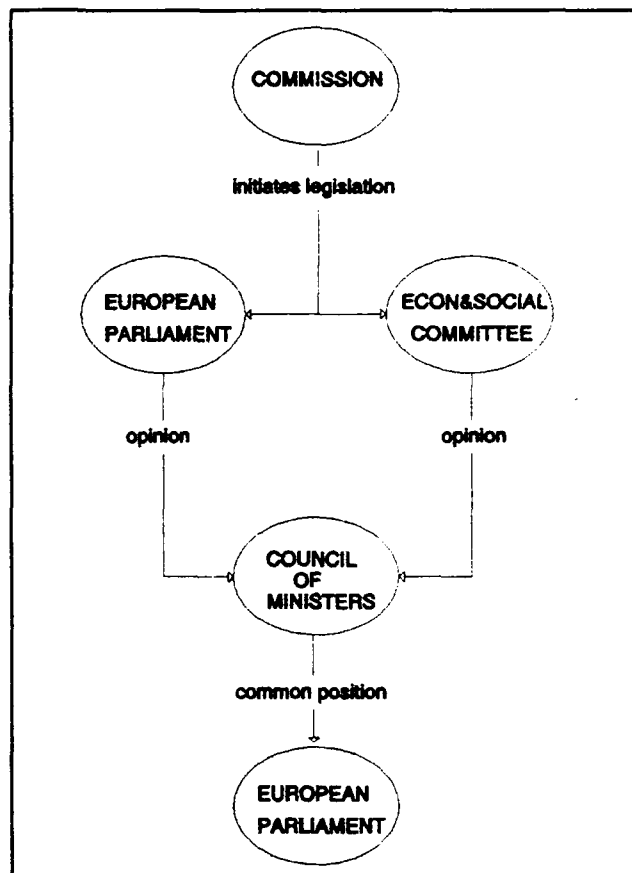 COMMISSION
initiates legislation
EUROPEAN
PARLIAMENT
ECON&SOCIAL
COMMITTEE
opinion
opinion
COUNCIL
OF
MINISTERS
common position
EUROPEAN
PARLIAMENT